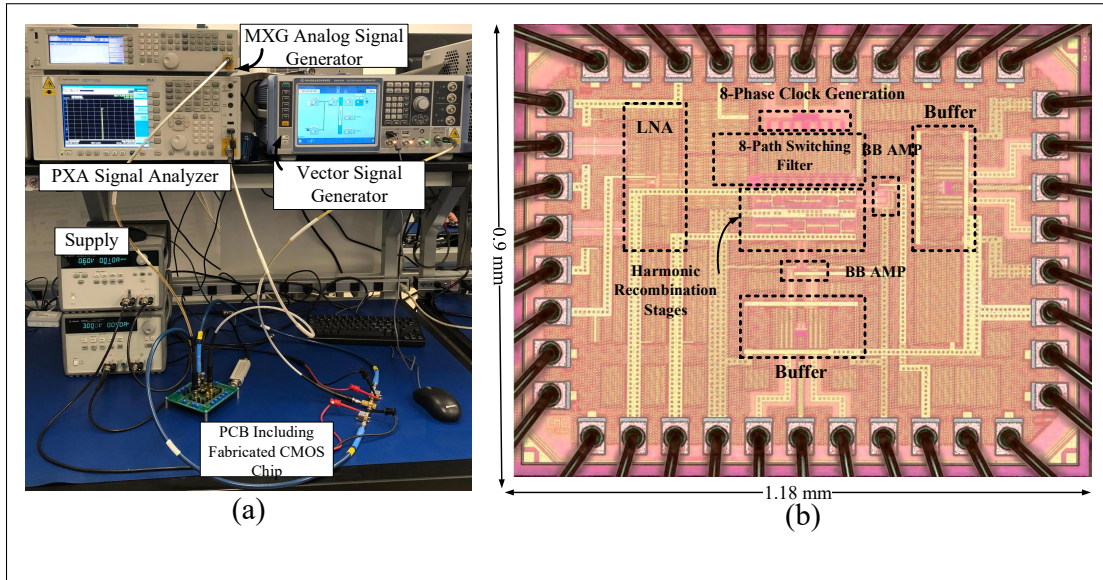 MXG Analog Signal
Generator
PXA Signal Analyzer
Vector Signal
Generator
Supply
PCB Including
Fabricated CMOS
Chip
(a)
8-Phase Clock Generation
LNA
Buffer
8-Path Switching
Filter
BB AMP
Harmonic
Recombination
Stages
BB AMP
Buffer
0.9 mm
1.18 mm
(b)